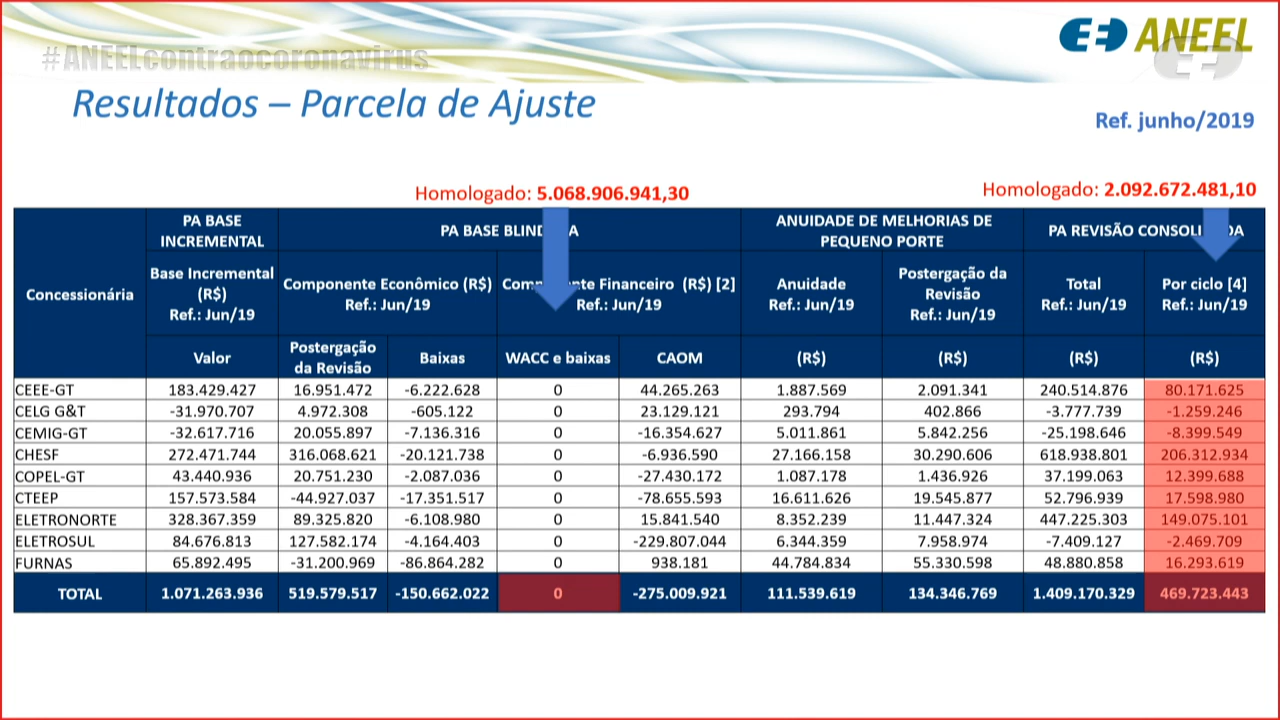 #ANEELcontraocoronavirus
ANEEL
Resultados – Parcela de Ajuste
Ref. junho/2019
Homologado: 5.068.906.941,30
Homologado: 2.092.672.481,10
Concessionária
PA BASE INCREMENTAL
PA BASE
ANUIDADE DE MELHORIAS DE PEQUENO PORTE
PA REVISÃO
Base Incremental (R$) Ref.: Jun/19
Componente Econômico (R$) Ref.: Jun/19
Financeiro (R$) [2] Ref.: Jun/19
Anuidade Ref.: Jun/19
Postergação da Revisão Ref.: Jun/19
Total Ref.: Jun/19
Por ciclo [4] Ref.: Jun/19
Valor
Postergação da Revisão
Baixas
WACC e baixas
CAOM
(R$)
(R$)
(R$)
(R$)
CEEE-GT 183.429.427 16.951.472 -6.222.628 0 44.265.263 1.887.569 2.091.341 240.514.876 80.171.625
CELG G&T -31.970.707 4.972.308 -605.122 0 23.129.121 293.794 402.866 -3.777.739 -1.259.246
CEMIG-GT -32.617.716 20.055.897 -7.136.316 0 -16.354.627 5.011.861 5.842.256 -25.198.646 -8.399.549
CHESF 272.471.744 316.068.621 -20.121.738 0 -6.936.590 27.166.158 30.290.606 618.938.801 206.312.934
COPEL-GT 43.440.936 20.751.230 -2.087.036 0 -27.430.172 1.087.178 1.436.926 37.199.063 12.399.688
CTEEP 157.573.584 -44.927.037 -17.351.517 0 -78.655.593 16.611.626 19.545.877 52.796.939 17.598.980
ELETRONORTE 328.367.359 89.325.820 -6.108.980 0 15.841.540 8.352.239 11.447.324 447.225.303 149.075.101
ELETROSUL 84.676.813 127.582.174 -4.164.403 0 -229.807.044 6.344.359 7.958.974 -7.409.127 -2.469.709
FURNAS 65.892.495 -31.200.969 -86.864.282 0 938.181 44.784.834 55.330.598 48.880.858 16.293.619
TOTAL 1.071.263.936 519.579.517 -150.662.022 0 -275.009.921 111.539.619 134.346.769 1.409.170.329 469.723.443